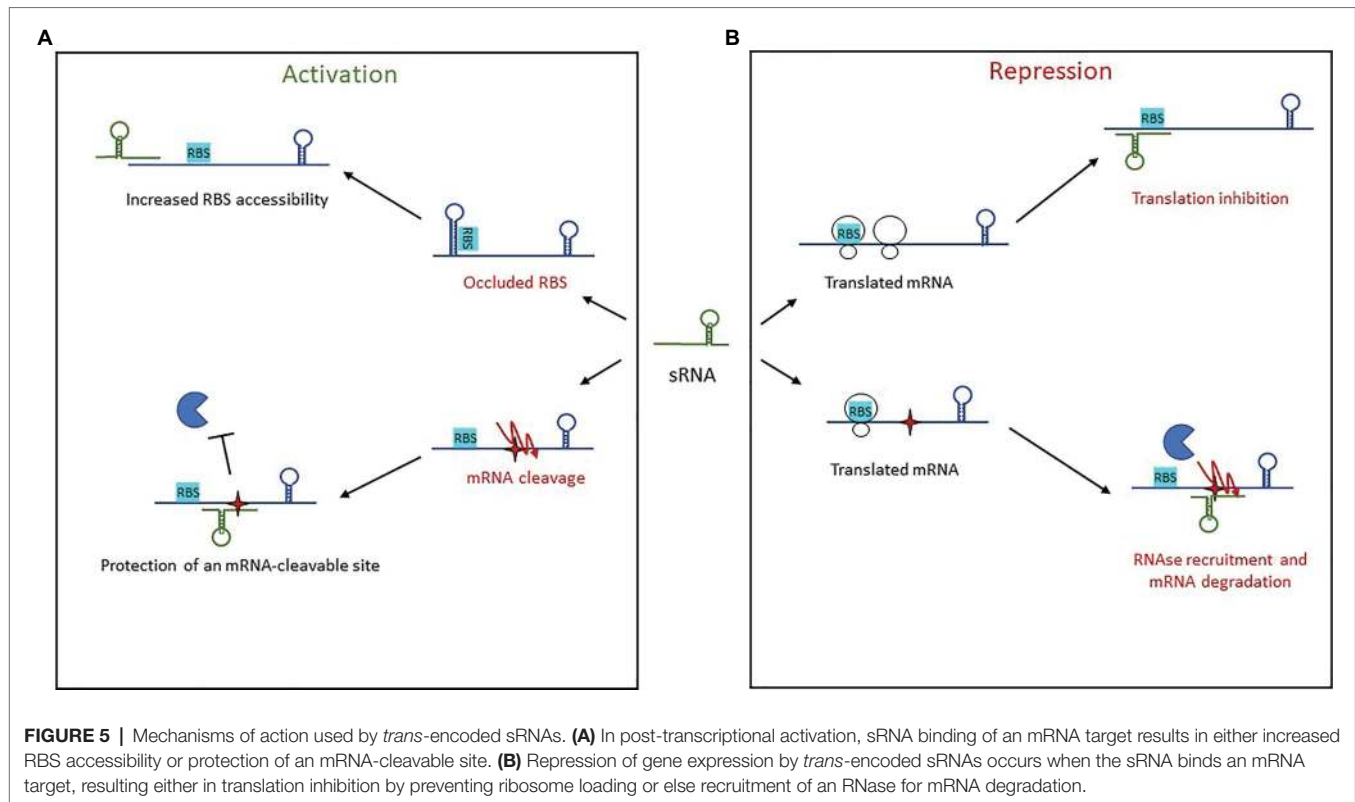 A
Activation
RBS
Increased RBS accessibility
RBS
Occluded RBS
RBS
mRNA cleavage
RBS
Protection of an mRNA-cleavable site
sRNA
B
Repression
RBS
Translation inhibition
RBS
Translated mRNA
RBS
Translated mRNA
RBS
RNAse recruitment and
mRNA degradation
FIGURE 5 | Mechanisms of action used by trans-encoded sRNAs. (A) In post-transcriptional activation, sRNA binding of an mRNA target results in either increased
RBS accessibility or protection of an mRNA-cleavable site. (B) Repression of gene expression by trans-encoded sRNAs occurs when the sRNA binds an mRNA
target, resulting either in translation inhibition by preventing ribosome loading or else recruitment of an RNase for mRNA degradation.